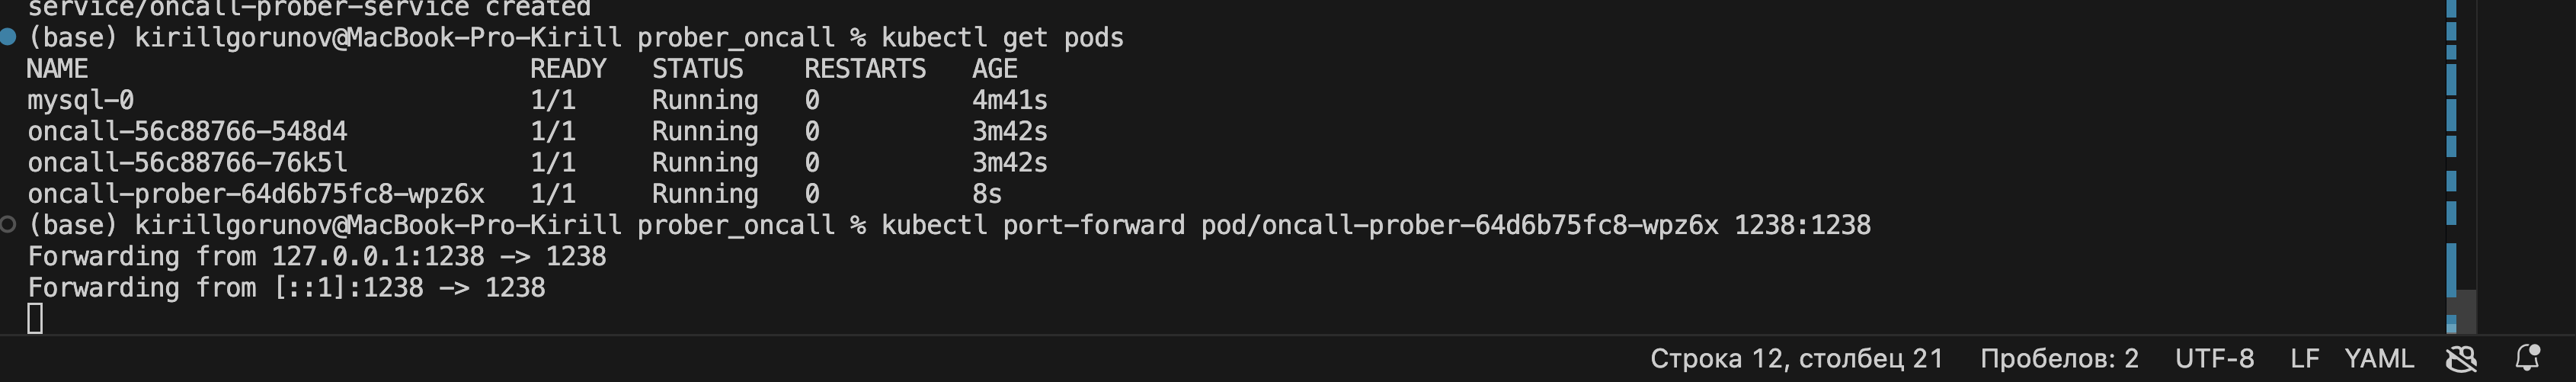 service/oncall-prober-service created
(base) kirillgorunov@MacBook-Pro-Kirill prober_oncall % kubectl get pods
NAME READY STATUS RESTARTS AGE
mysql-0 1/1 Running 0 4m41s
oncall-56c88766-548d4 1/1 Running 0 3m42s
oncall-56c88766-76k5l 1/1 Running 0 3m42s
oncall-prober-64d6b75fc8-wpz6x 1/1 Running 0 8s
(base) kirillgorunov@MacBook-Pro-Kirill prober_oncall % kubectl port-forward pod/oncall-prober-64d6b75fc8-wpz6x 1238:1238
Forwarding from 127.0.0.1:1238 -> 1238
Forwarding from [::1]:1238 -> 1238
Строка 12, столбец 21 Пробелов: 2 UTF-8 LF YAML